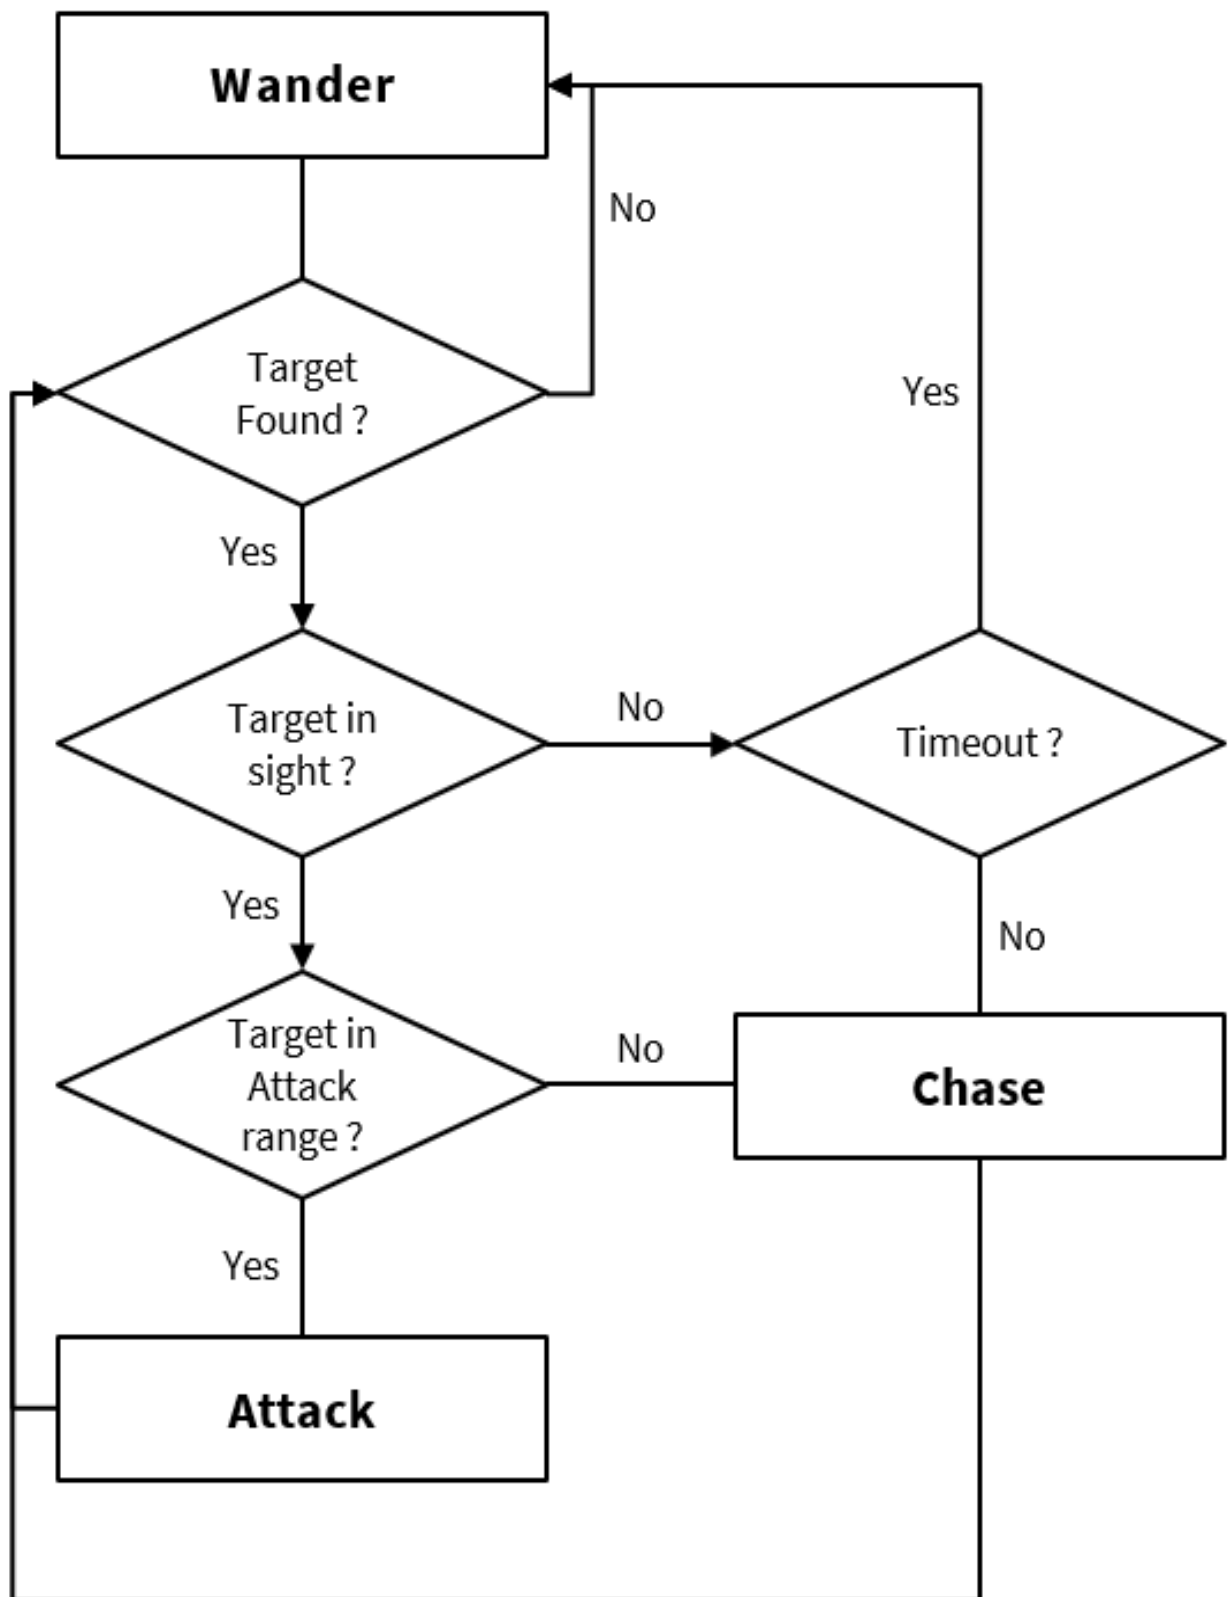 Wander
No
Target
Found ?
Yes
Yes
Target in
sight ?
No
Timeout ?
Yes
No
Target in
Attack
range ?
No
Chase
Yes
Attack